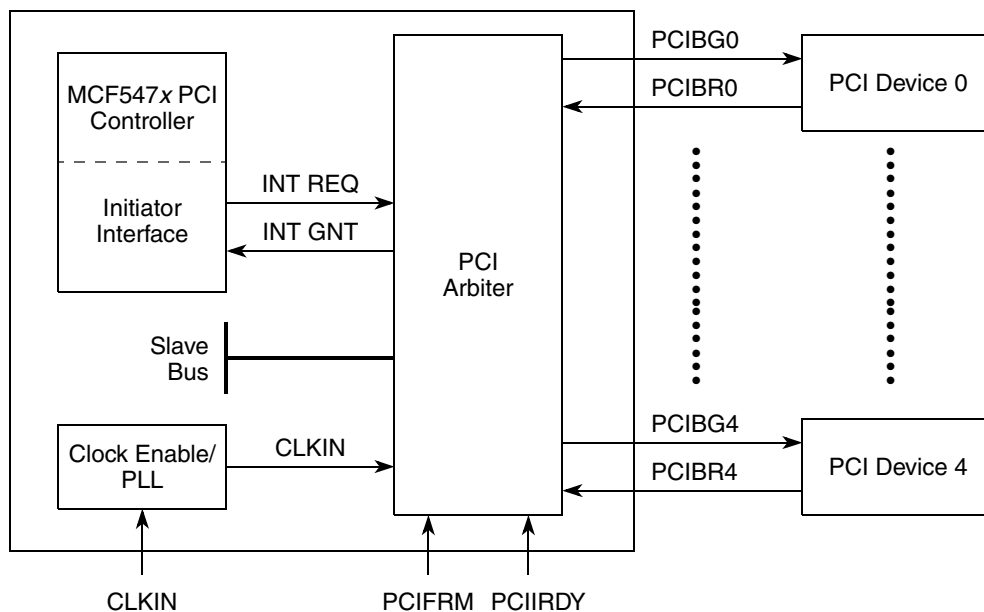 MCF547x PCI
Controller
Initiator
Interface
INT REQ
INT GNT
Slave
Bus
Clock Enable/
PLL
CLKIN
CLKIN
PCI
Arbiter
PCIFRM
PCIIRDY
PCIBG0
PCIBR0
PCI Device 0
PCIBG4
PCIBR4
PCI Device 4